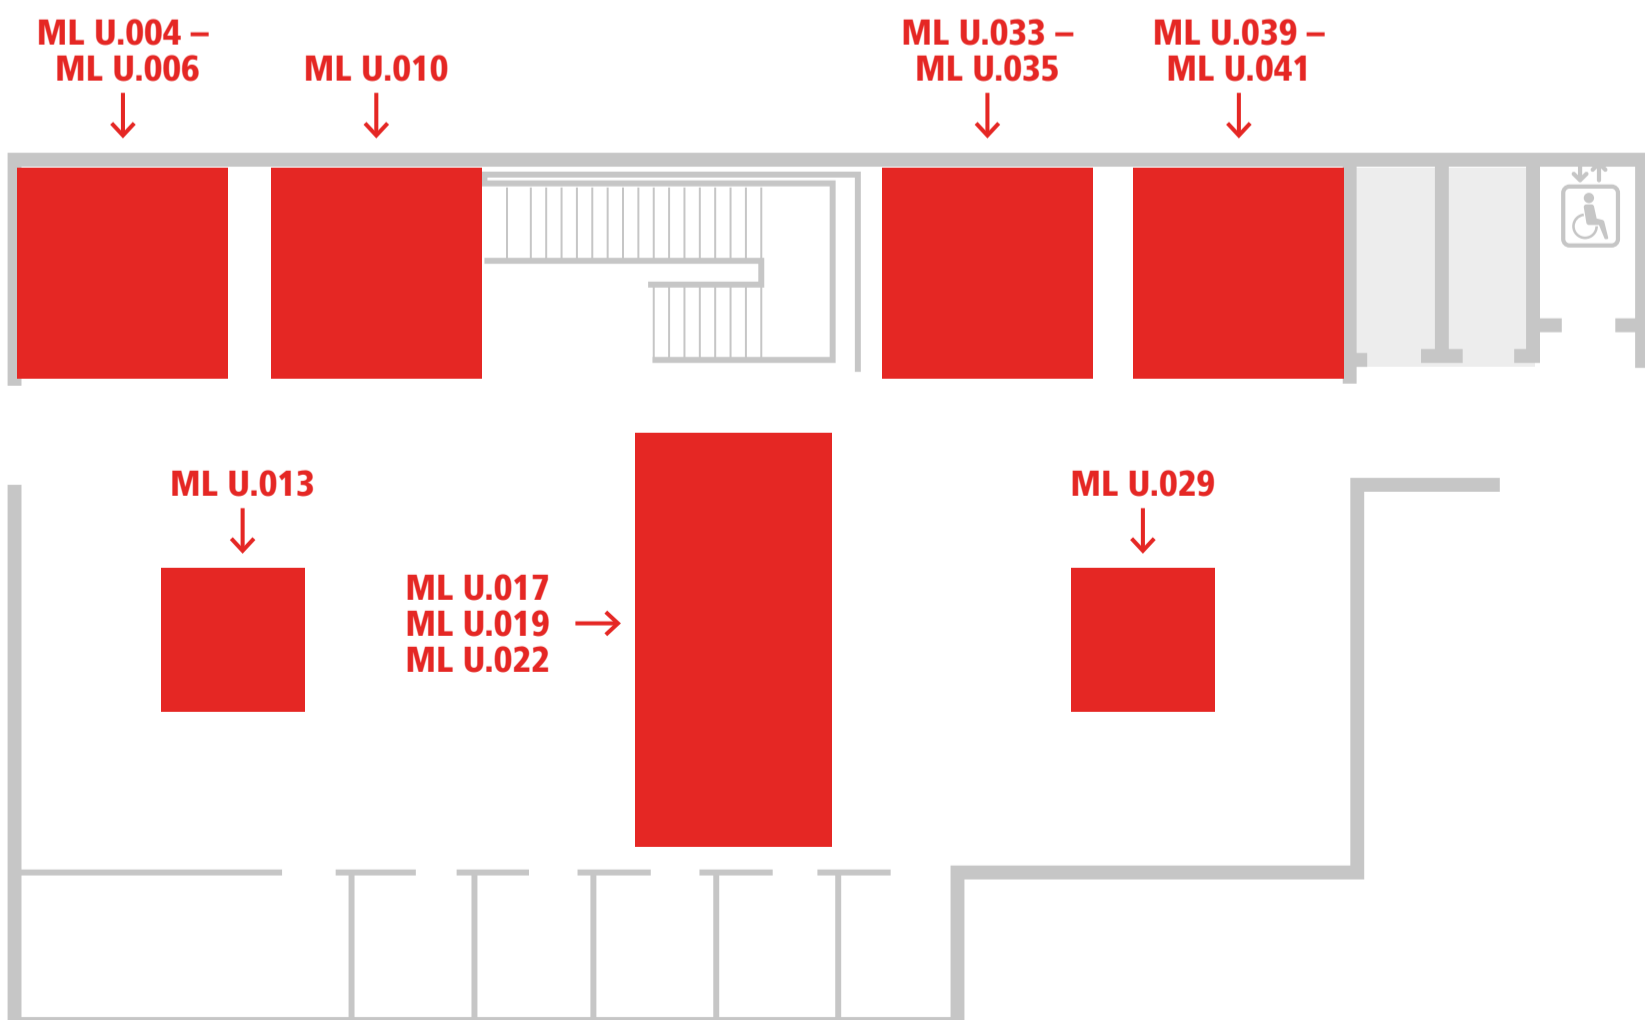 ML U.004 –
ML U.006
ML U.010
ML U.033 –
ML U.035
ML U.039 –
ML U.041
ML U.013
ML U.017
ML U.019
ML U.022
ML U.029